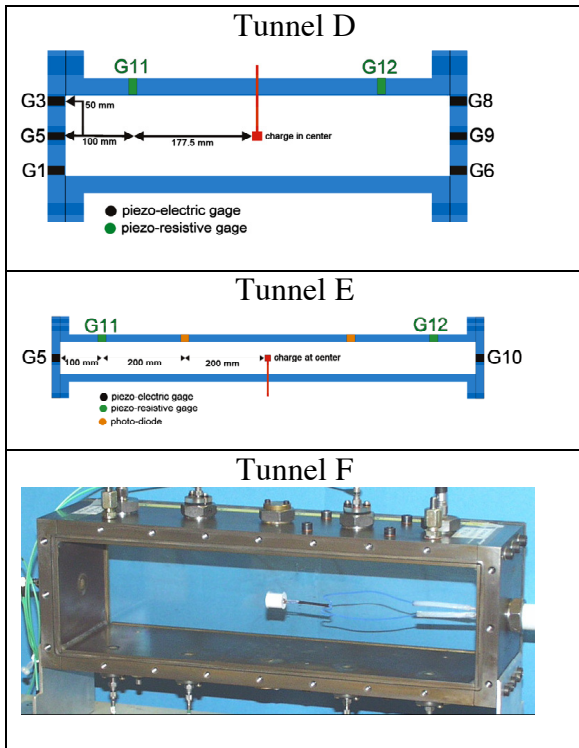 Tunnel D
G11 G12
G3 G8
50 mm
G5 G9
charge in center
100 mm 177.5 mm
G1 G6
piezo-electric gage
piezo-resistive gage
Tunnel E
G11 G12
G5 charge at center G10
100 mm 200 mm 200 mm
piezo-electric gage
piezo-resistive gage
photo-diode
Tunnel F